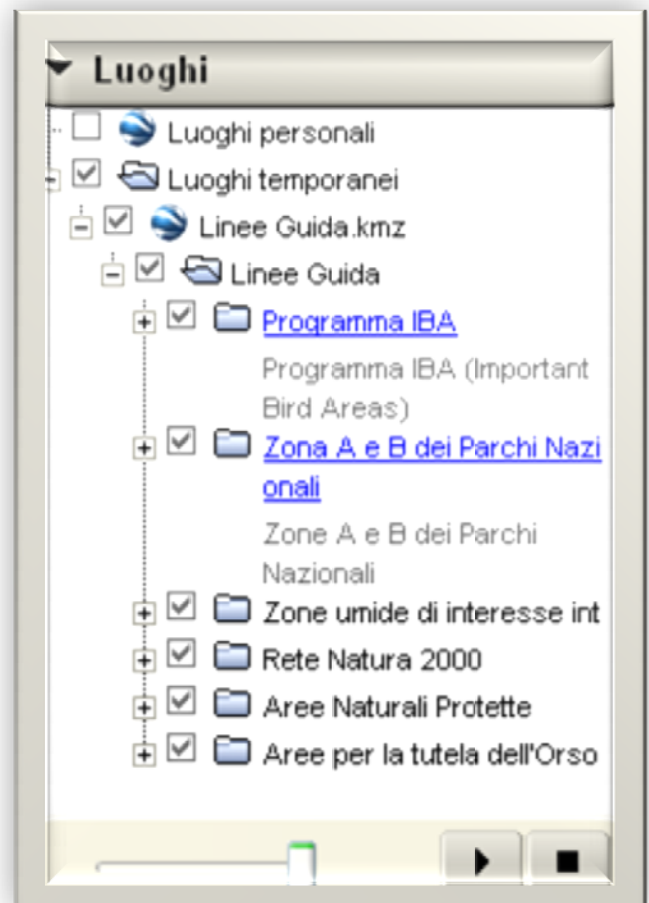 Luoghi
Luoghi personali
Luoghi temporanei
Linee Guida.kmz
Linee Guida
Programma IBA
Programma IBA (Important
Bird Areas)
Zona A e B dei Parchi Nazi
onali
Zone A e B dei Parchi
Nazionali
Zone umide di interesse int
Rete Natura 2000
Aree Naturali Protette
Aree per la tutela dell'Orso